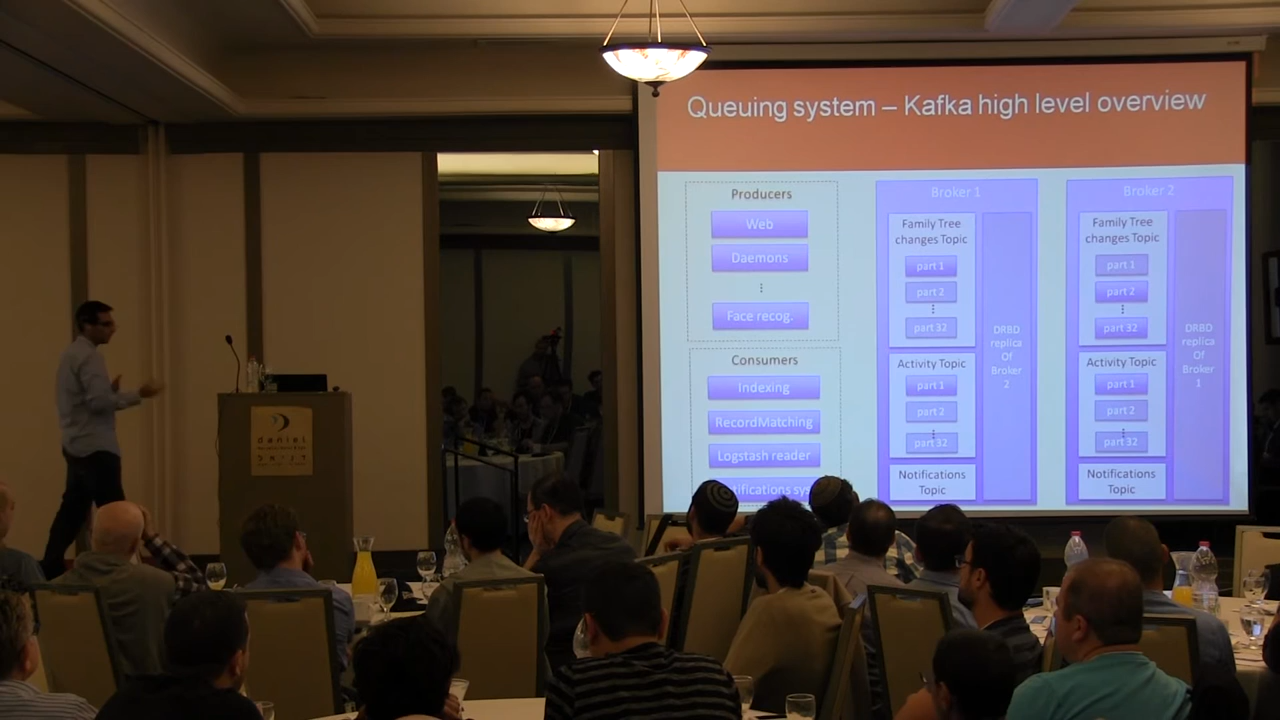 Queuing system – Kafka high level overview
Producers
Web
Daemons
Face recog.
Consumers
Indexing
RecordMatching
Logstash reader
Broker 1
Family Tree
changes Topic
part 1
part 2
part 32
Activity Topic
part 1
part 2
part 32
Notifications
Topic
DRBD
replica
Of
Broker
2
Broker 2
Family Tree
changes Topic
part 1
part 2
part 32
Activity Topic
part 1
part 2
part 32
Notifications
Topic
DRBD
replica
Of
Broker
1
daniel
דניאל